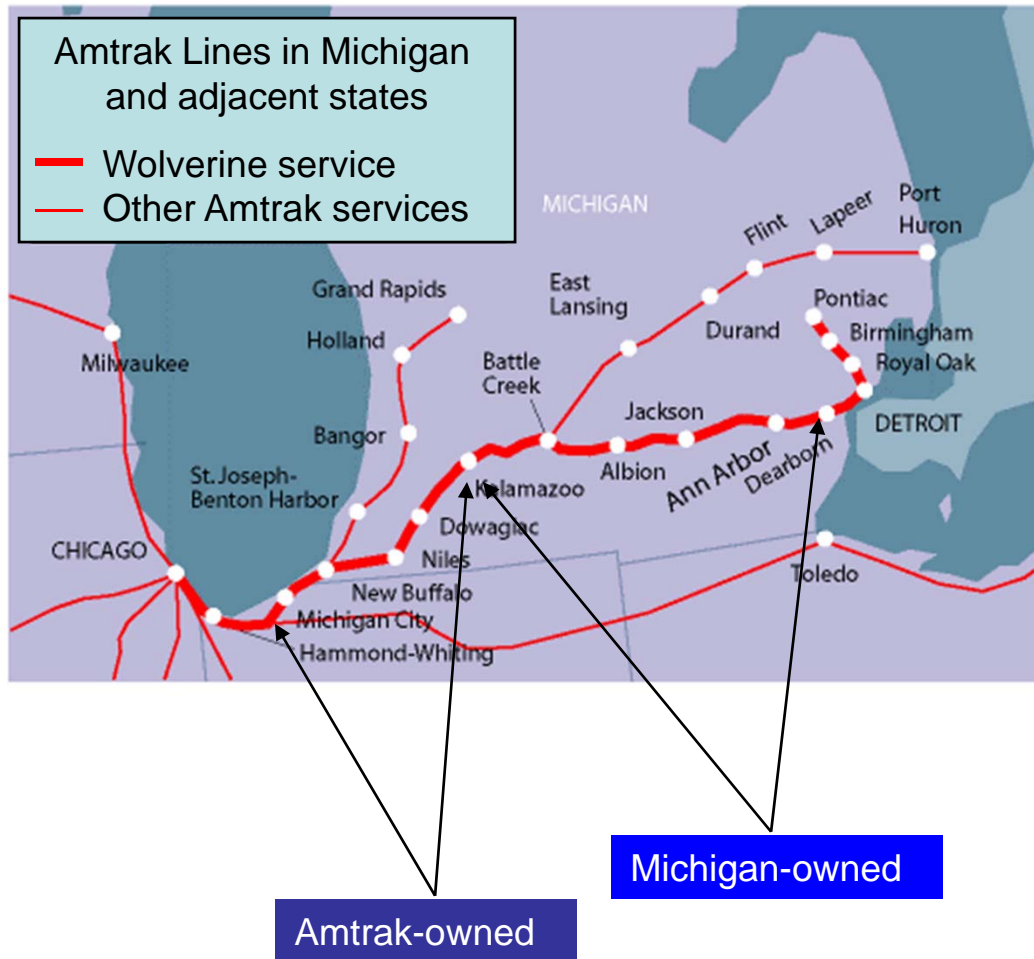 Amtrak Lines in Michigan
and adjacent states
Wolverine service
Other Amtrak services
MICHIGAN
Port
Huron
Lapeer
Flint
Grand Rapids
East
Lansing
Pontiac
Durand
Birmingham
Holland
Royal Oak
Milwaukee
Battle
Creek
Jackson
DETROIT
Bangor
Albion
Ann Arbor
Dearborn
St. Joseph-
Benton Harbor
Kalamazoo
Dowagiac
CHICAGO
Niles
Toledo
New Buffalo
Michigan City
Hammond-Whiting
Michigan-owned
Amtrak-owned